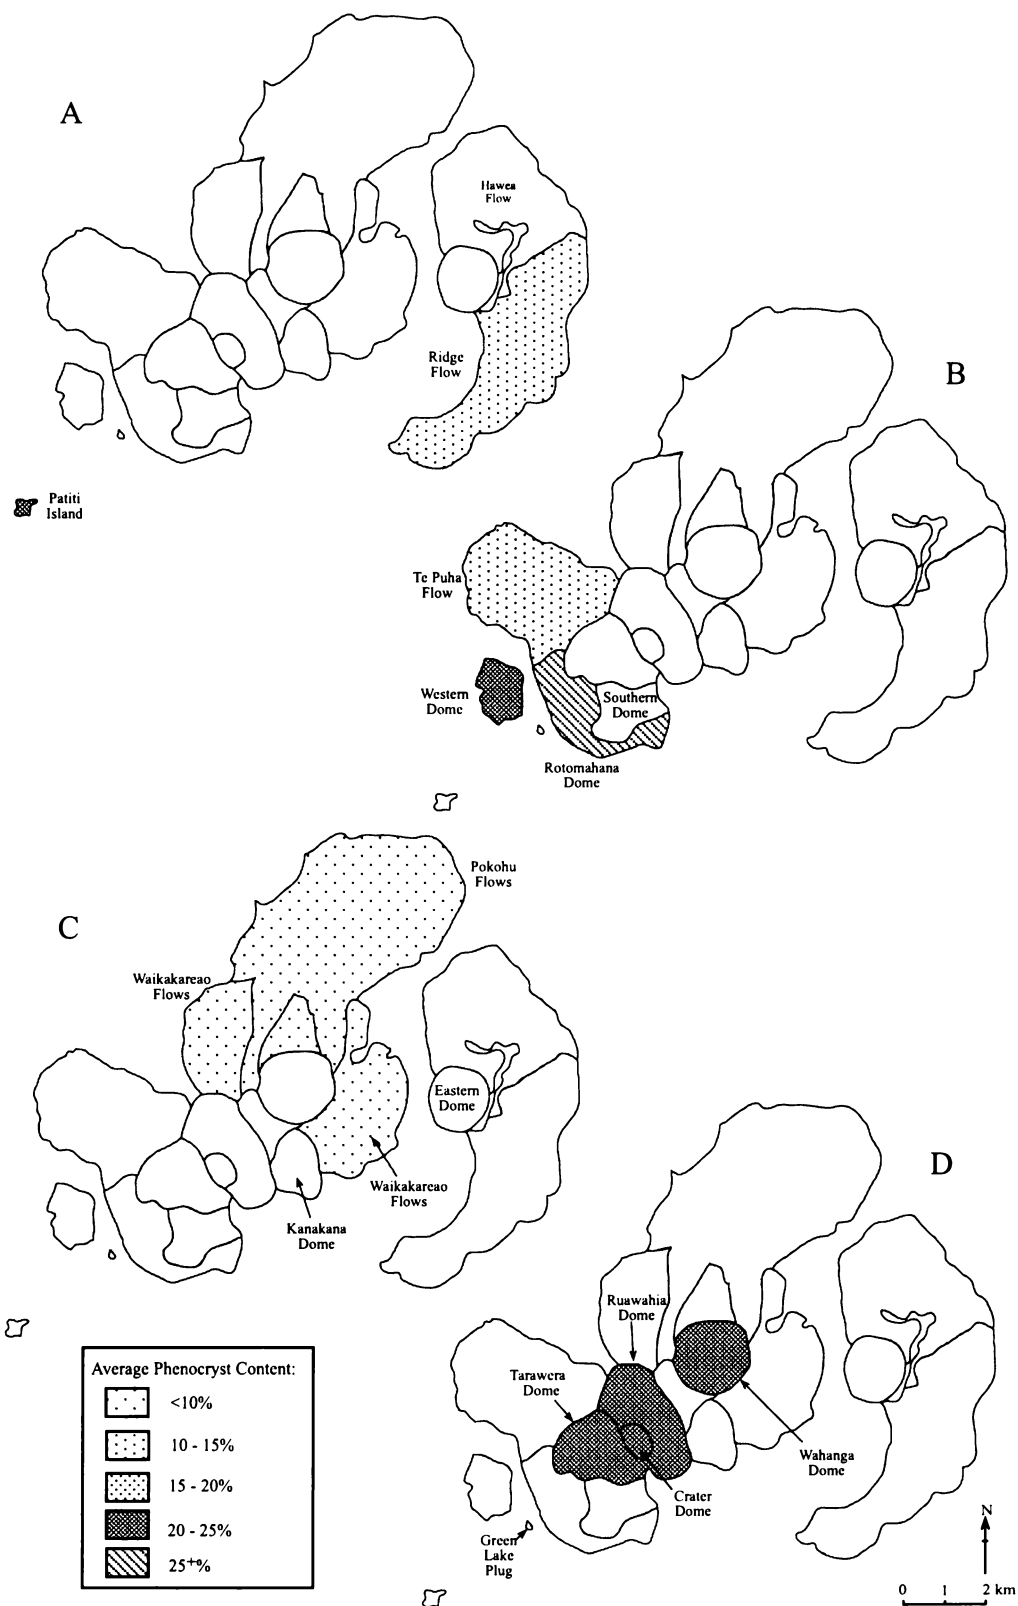 A
Hawea
Flow
Ridge
Flow
Patiti
Island
B
Te Puha
Flow
Western
Dome
Southern
Dome
Rotomahana
Dome
C
Pokohu
Flows
Waikakareao
Flows
Eastern
Dome
Waikakareao
Flows
Kanakana
Dome
D
Ruawahia
Dome
Tarawera
Dome
Wahanga
Dome
Crater
Dome
Green
Lake
Plug
Average Phenocryst Content:
<10%
10 - 15%
15 - 20%
20 - 25%
25+%
N
0 1 2 km